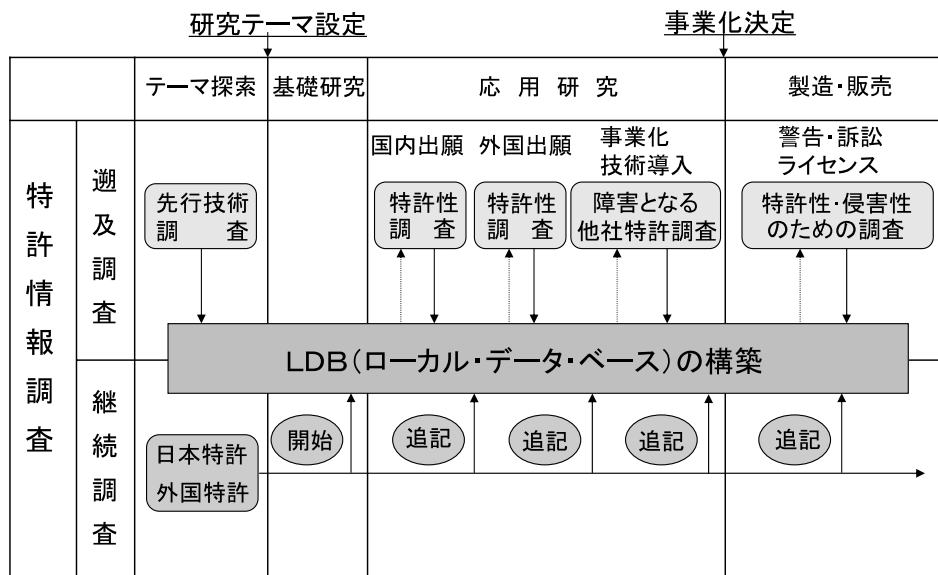 研究テーマ設定
事業化決定
テーマ探索
基礎研究
応用研究
製造・販売
特許情報調査
遡及調査
国内出願
外国出願
事業化
技術導入
警告・訴訟
ライセンス
先行技術
調査
特許性
調査
特許性
調査
障害となる
他社特許調査
特許性・侵害性
のための調査
LDB(ローカル・データ・ベース)の構築
継続調査
日本特許
外国特許
開始
追記
追記
追記
追記